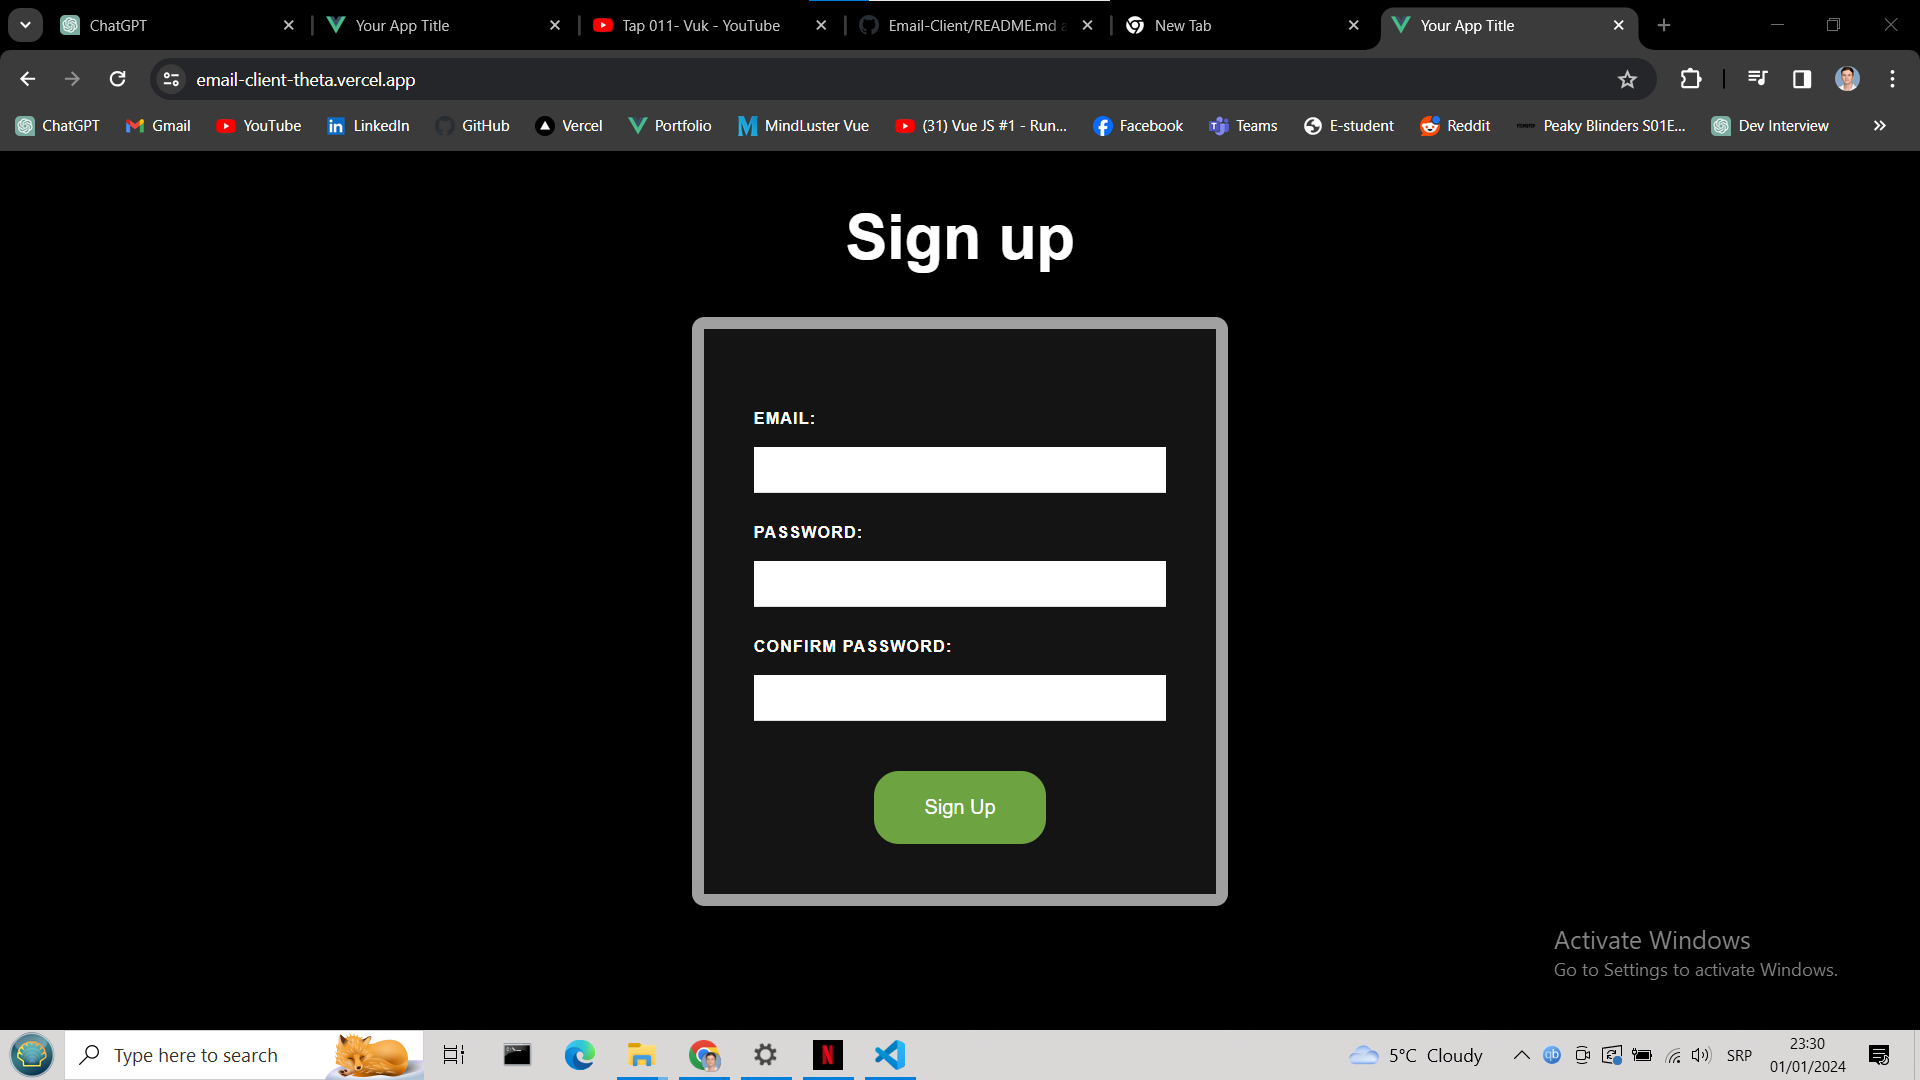 ChatGPT
Your App Title
Tap 011- Vuk - YouTube
Email-Client/README.md
New Tab
Your App Title
email-client-theta.vercel.app
ChatGPT
Gmail
YouTube
LinkedIn
GitHub
Vercel
Portfolio
MindLuster Vue
(31) Vue JS #1 - Run...
Facebook
Teams
E-student
Reddit
Peaky Blinders S01E...
Dev Interview
Sign up
EMAIL:
PASSWORD:
CONFIRM PASSWORD:
Sign Up
Activate Windows
Go to Settings to activate Windows.
Type here to search
5°C Cloudy
SRP
23:30
01/01/2024